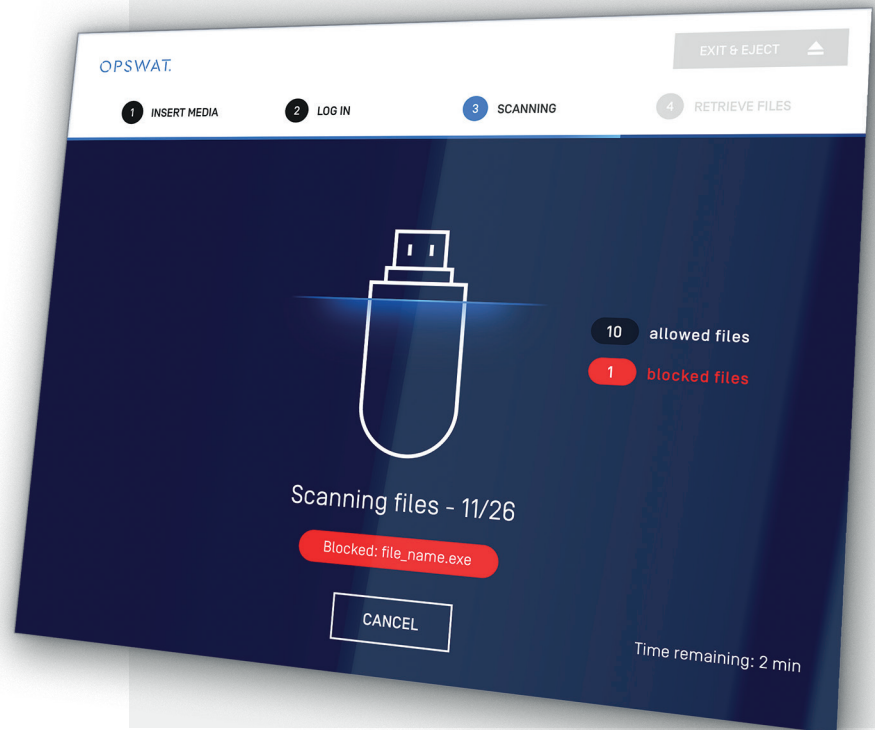 OPSWAT.
EXIT & EJECT
1 INSERT MEDIA
2 LOG IN
3 SCANNING
4 RETRIEVE FILES
10 allowed files
1 blocked files
Scanning files - 11/26
Blocked: file_name.exe
CANCEL
Time remaining: 2 min